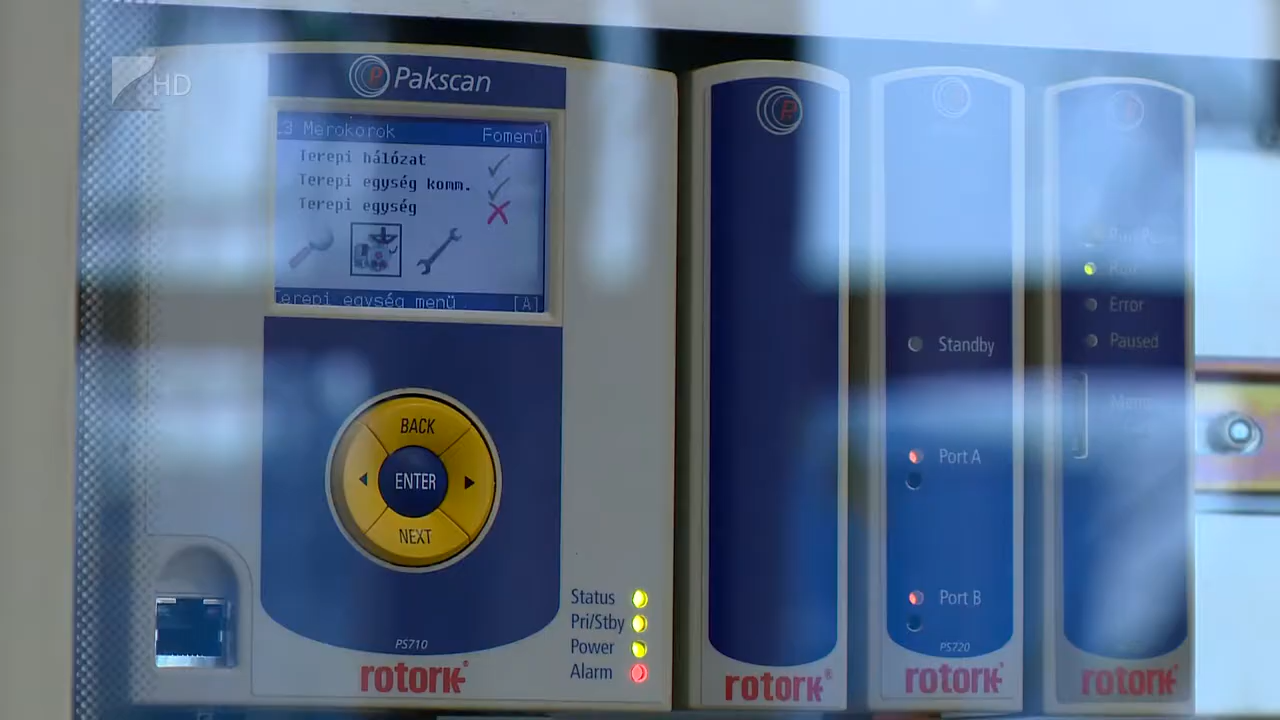 HD
Pakscan
.3 Merokorok Fomenü
Terepi hálózat
Terepi egység komm.
Terepi egység
Terepi egység menü [A]
BACK
ENTER
NEXT
Status
Pri/Stby
Power
Alarm
PS710
rotork
rotork
Standby
Port A
Port B
PS720
rotork
Run
Error
Paused
rotork